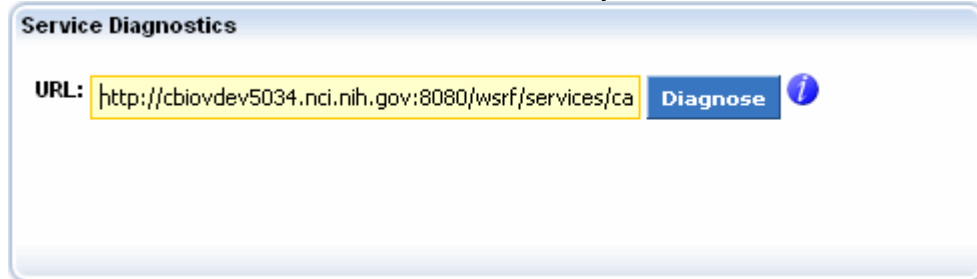 Service Diagnostics
URL: http://cbiovdev5034.nci.nih.gov:8080/wsrf/services/ca Diagnose i